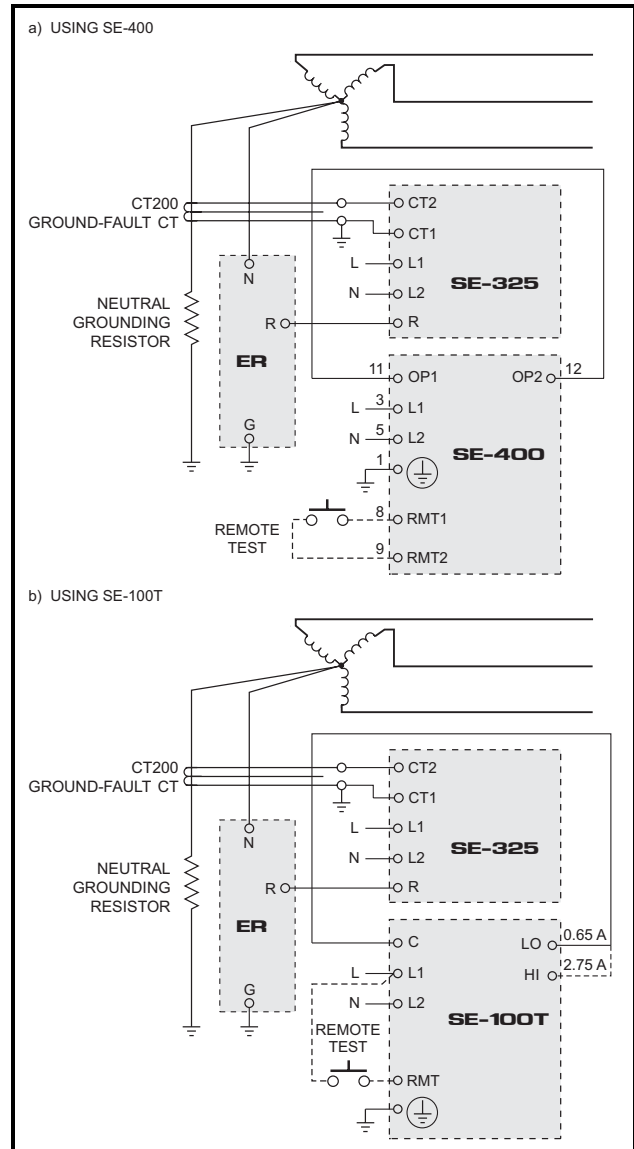 a) USING SE-400
CT200
GROUND-FAULT CT
CT2
CT1
L
L1
N
N
L2
SE-325
NEUTRAL
GROUNDING
RESISTOR
R
R
ER
11
OP1
OP2
12
L
3
L1
G
N
5
L2
SE-400
1
REMOTE
TEST
8
RMT1
9
RMT2
b) USING SE-100T
CT200
GROUND-FAULT CT
CT2
CT1
L
L1
N
N
L2
SE-325
NEUTRAL
GROUNDING
RESISTOR
R
R
ER
C
LO
0.65 A
L
L1
HI
2.75 A
G
N
L2
SE-100T
REMOTE
TEST
RMT